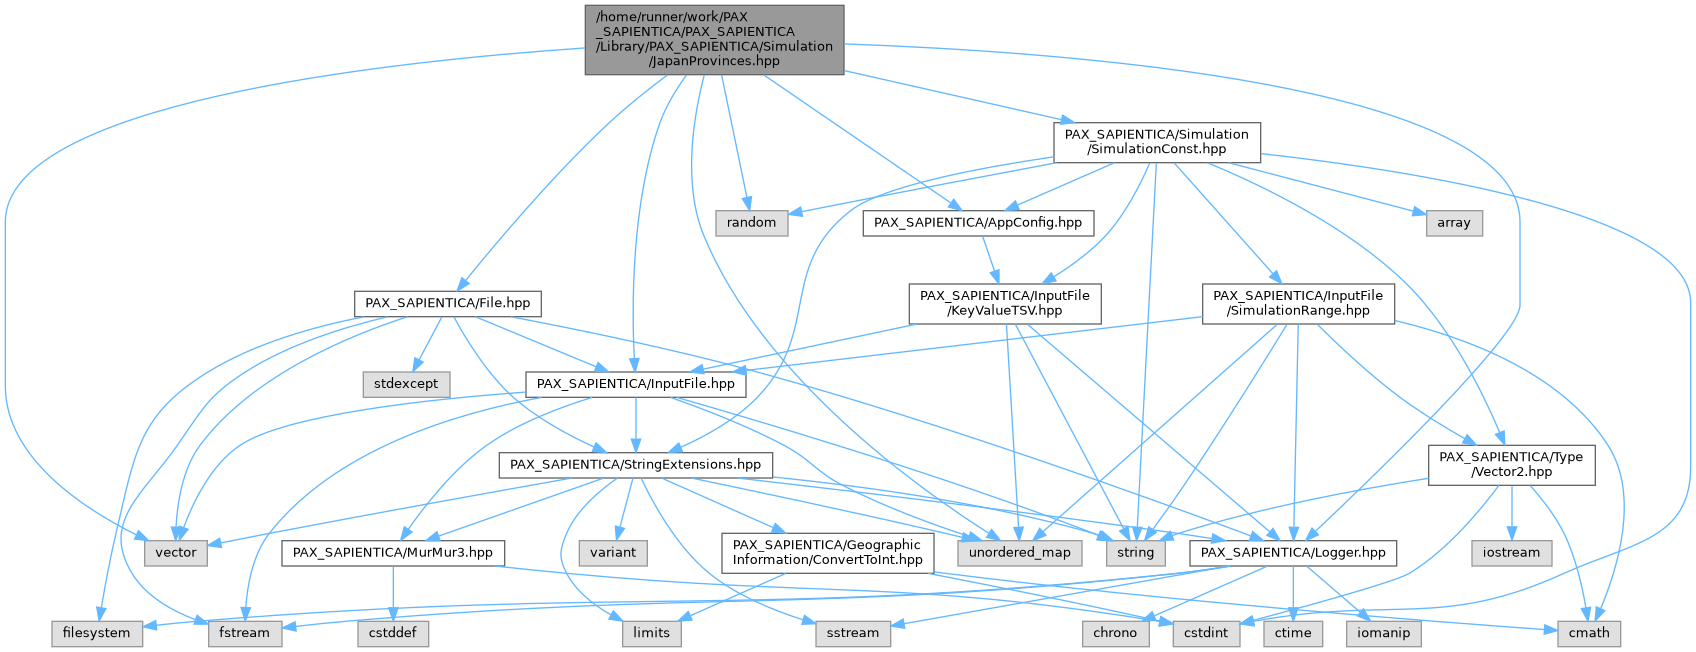 /home/runner/work/PAX
_SAPIENTICA/PAX_SAPIENTICA
/Library/PAX_SAPIENTICA/Simulation
/JapanProvinces.hpp
PAX_SAPIENTICA/Simulation
/SimulationConst.hpp
random
PAX_SAPIENTICA/AppConfig.hpp
array
PAX_SAPIENTICA/File.hpp
PAX_SAPIENTICA/InputFile
/KeyValueTSV.hpp
PAX_SAPIENTICA/InputFile
/SimulationRange.hpp
stdexcept
PAX_SAPIENTICA/InputFile.hpp
PAX_SAPIENTICA/StringExtensions.hpp
PAX_SAPIENTICA/Type
/Vector2.hpp
vector
PAX_SAPIENTICA/MurMur3.hpp
variant
PAX_SAPIENTICA/Geographic
Information/ConvertToInt.hpp
unordered_map
string
PAX_SAPIENTICA/Logger.hpp
iostream
filesystem
fstream
cstddef
limits
sstream
chrono
cstdint
ctime
iomanip
cmath